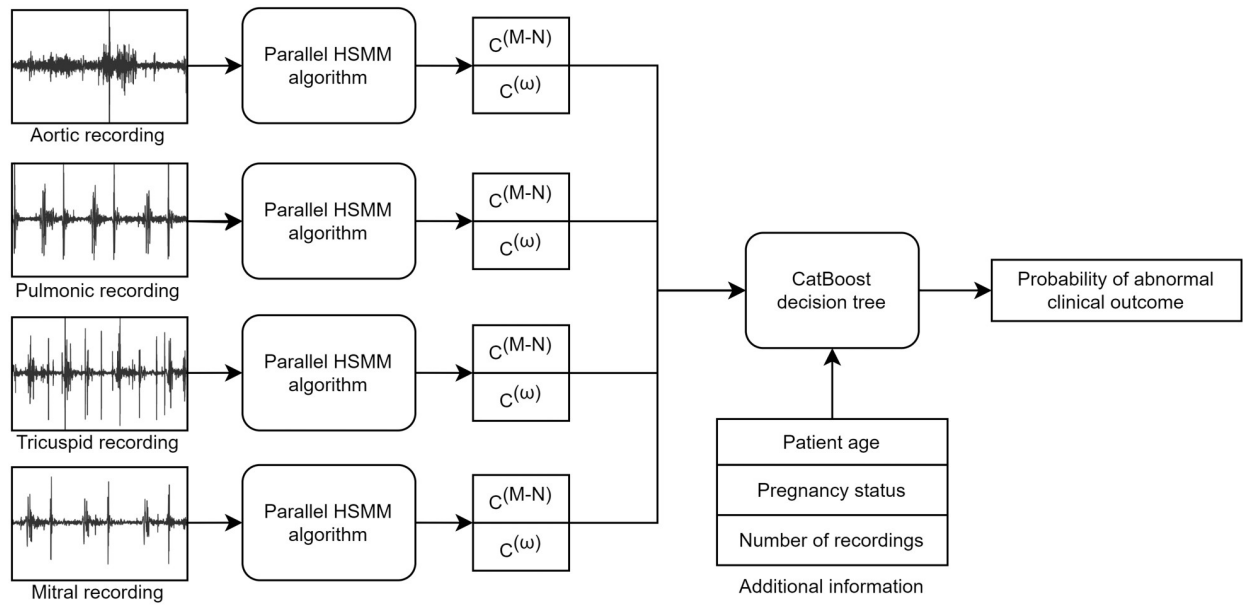 Parallel HSMM
algorithm
C(M-N)
C(ω)
Aortic recording
Parallel HSMM
algorithm
C(M-N)
C(ω)
Pulmonic recording
Parallel HSMM
algorithm
C(M-N)
C(ω)
Tricuspid recording
Parallel HSMM
algorithm
C(M-N)
C(ω)
Mitral recording
CatBoost
decision tree
Probability of abnormal
clinical outcome
Patient age
Pregnancy status
Number of recordings
Additional information